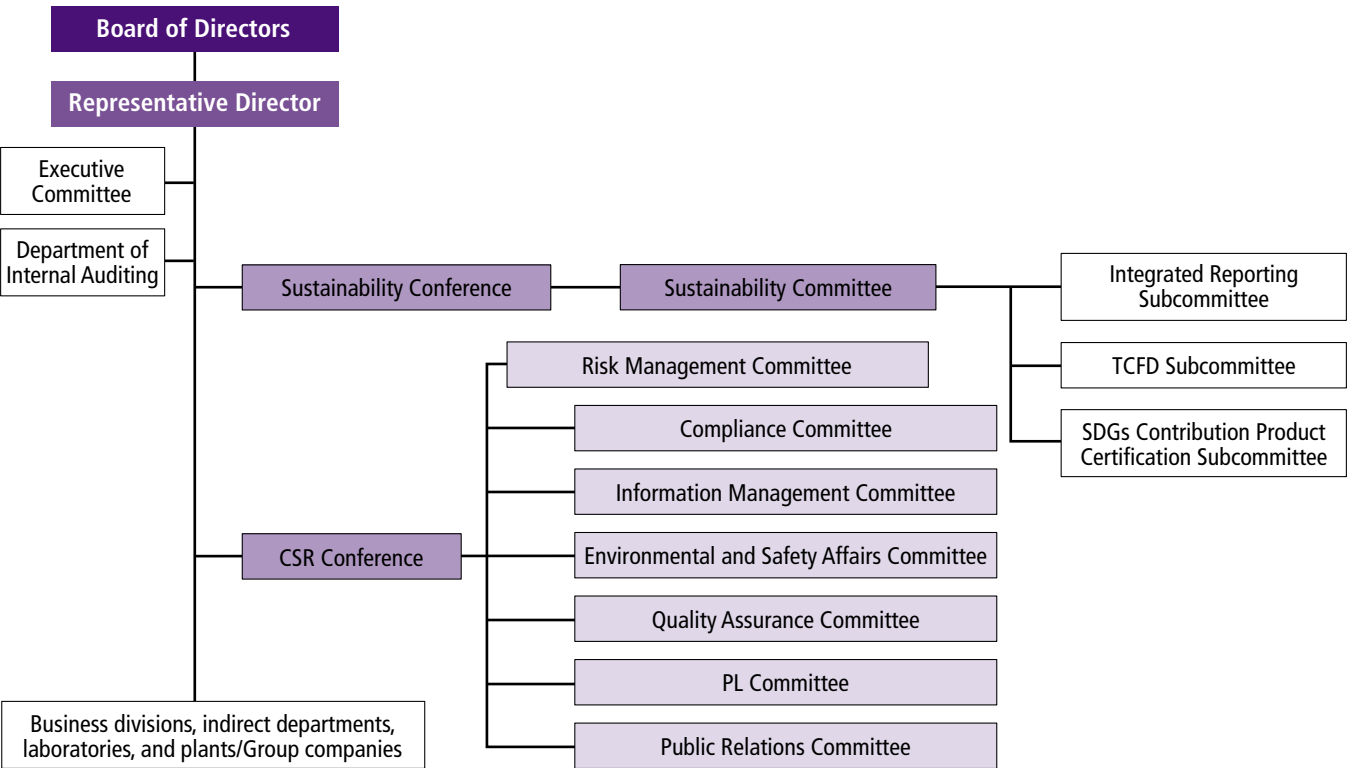 Board of Directors
Representative Director
Executive
Committee
Department of
Internal Auditing
Sustainability Conference
Sustainability Committee
Integrated Reporting
Subcommittee
TCFD Subcommittee
SDGs Contribution Product
Certification Subcommittee
CSR Conference
Risk Management Committee
Compliance Committee
Information Management Committee
Environmental and Safety Affairs Committee
Quality Assurance Committee
PL Committee
Public Relations Committee
Business divisions, indirect departments,
laboratories, and plants/Group companies